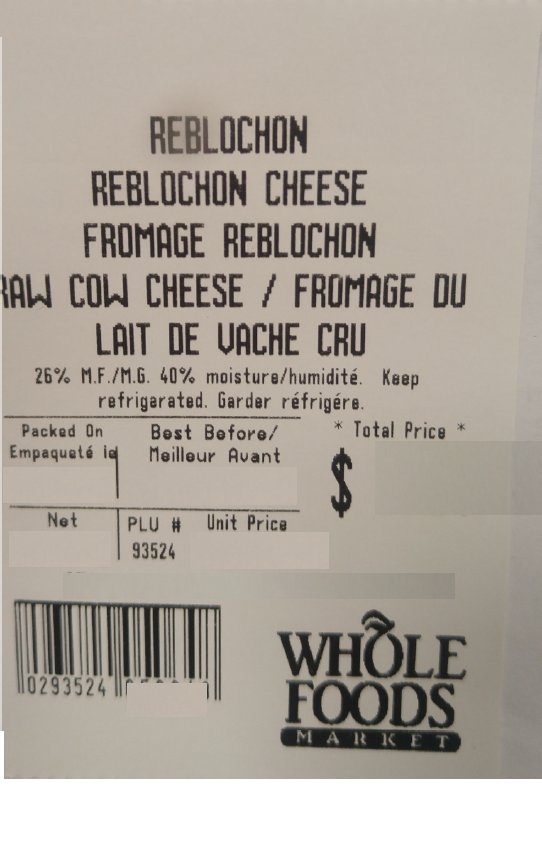 REBLOCHON
REBLOCHON CHEESE
FROMAGE REBLOCHON
RAW COW CHEESE / FROMAGE DU
LAIT DE VACHE CRU
26% M.F./M.G. 40% moisture/humidité. Keep
refrigerated. Garder réfrigére.
Packed On
Empaqueté le
Best Before/
Meilleur Avant
* Total Price *
$
Net
PLU #
93524
Unit Price
0293524
WHOLE
FOODS
MARKET